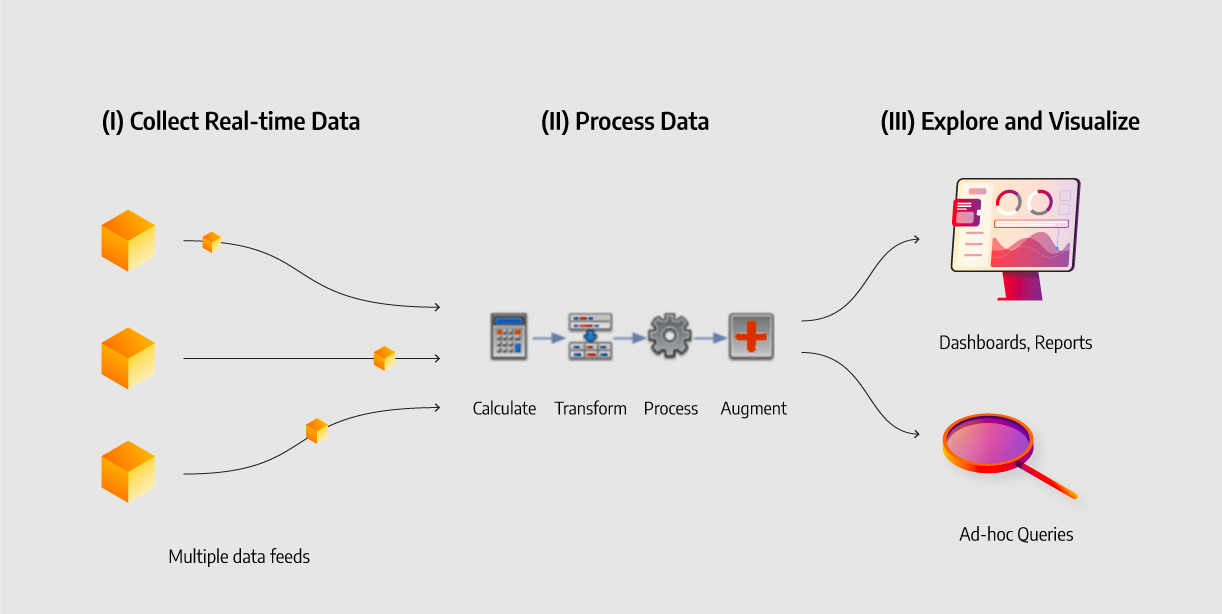 (I) Collect Real-time Data
(II) Process Data
(III) Explore and Visualize
Dashboards, Reports
Calculate
Transform
Process
Augment
Ad-hoc Queries
Multiple data feeds